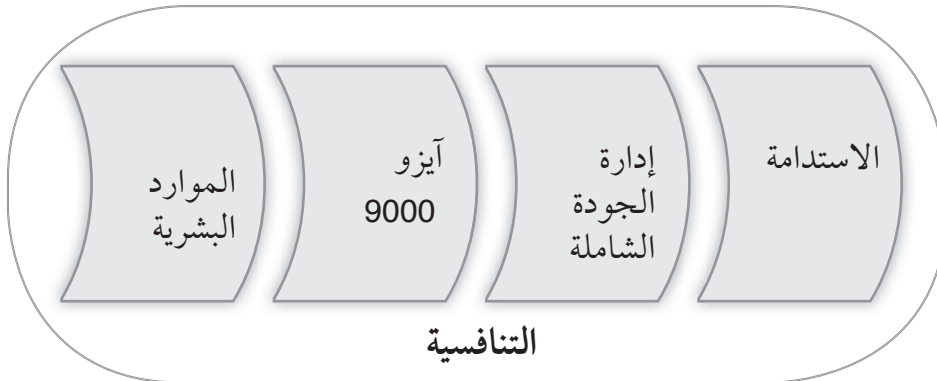 الاستدامة
إدارة
الجودة
الشاملة
آيزو
9000
الموارد
البشرية
التنافسية